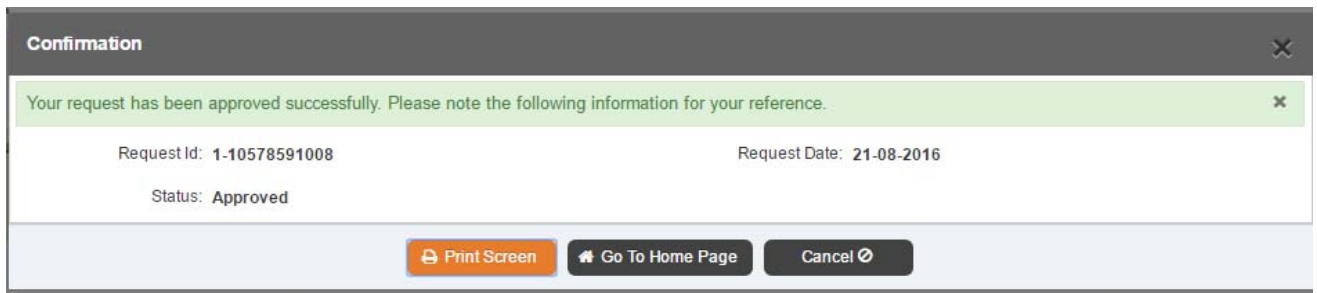 Confirmation
Your request has been approved successfully. Please note the following information for your reference.
Request Id: 1-10578591008 Request Date: 21-08-2016
Status: Approved
Print Screen Go To Home Page Cancel